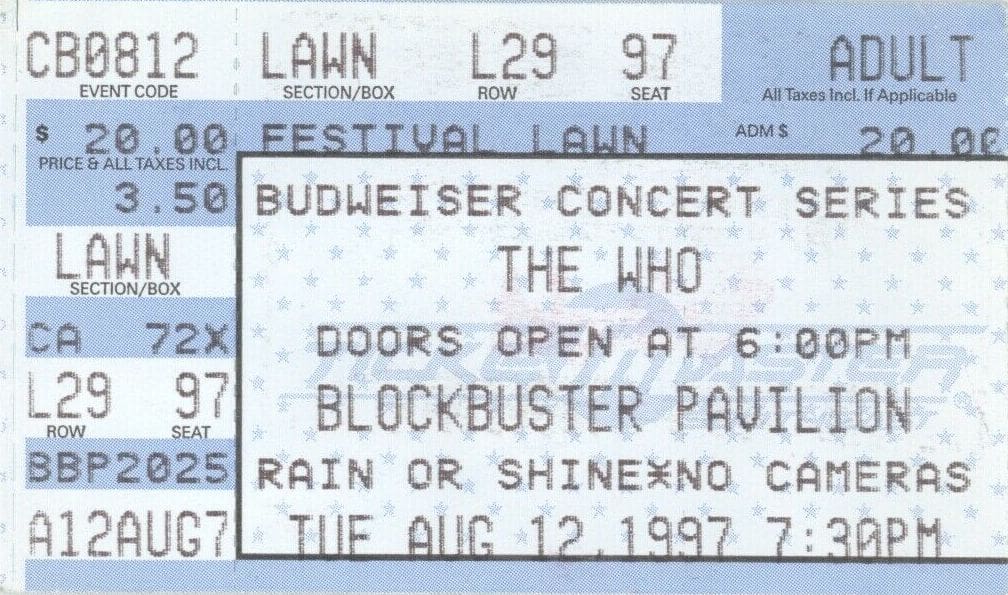 CB0812 LAWN L29 97 ADULT
EVENT CODE SECTION/BOX ROW SEAT All Taxes Incl. If Applicable
$ 20.00 FESTIVAL LAWN ADM $ 20.00
PRICE & ALL TAXES INCL.
3.50 BUDWEISER CONCERT SERIES
LAWN THE WHO
SECTION/BOX
CA 72X DOORS OPEN AT 6:00PM
TICKETMASTER
L29 97 BLOCKBUSTER PAVILION
ROW SEAT
BBP2025 RAIN OR SHINE*NO CAMERAS
A12AUG7 TUE AUG 12,1997 7:30PM